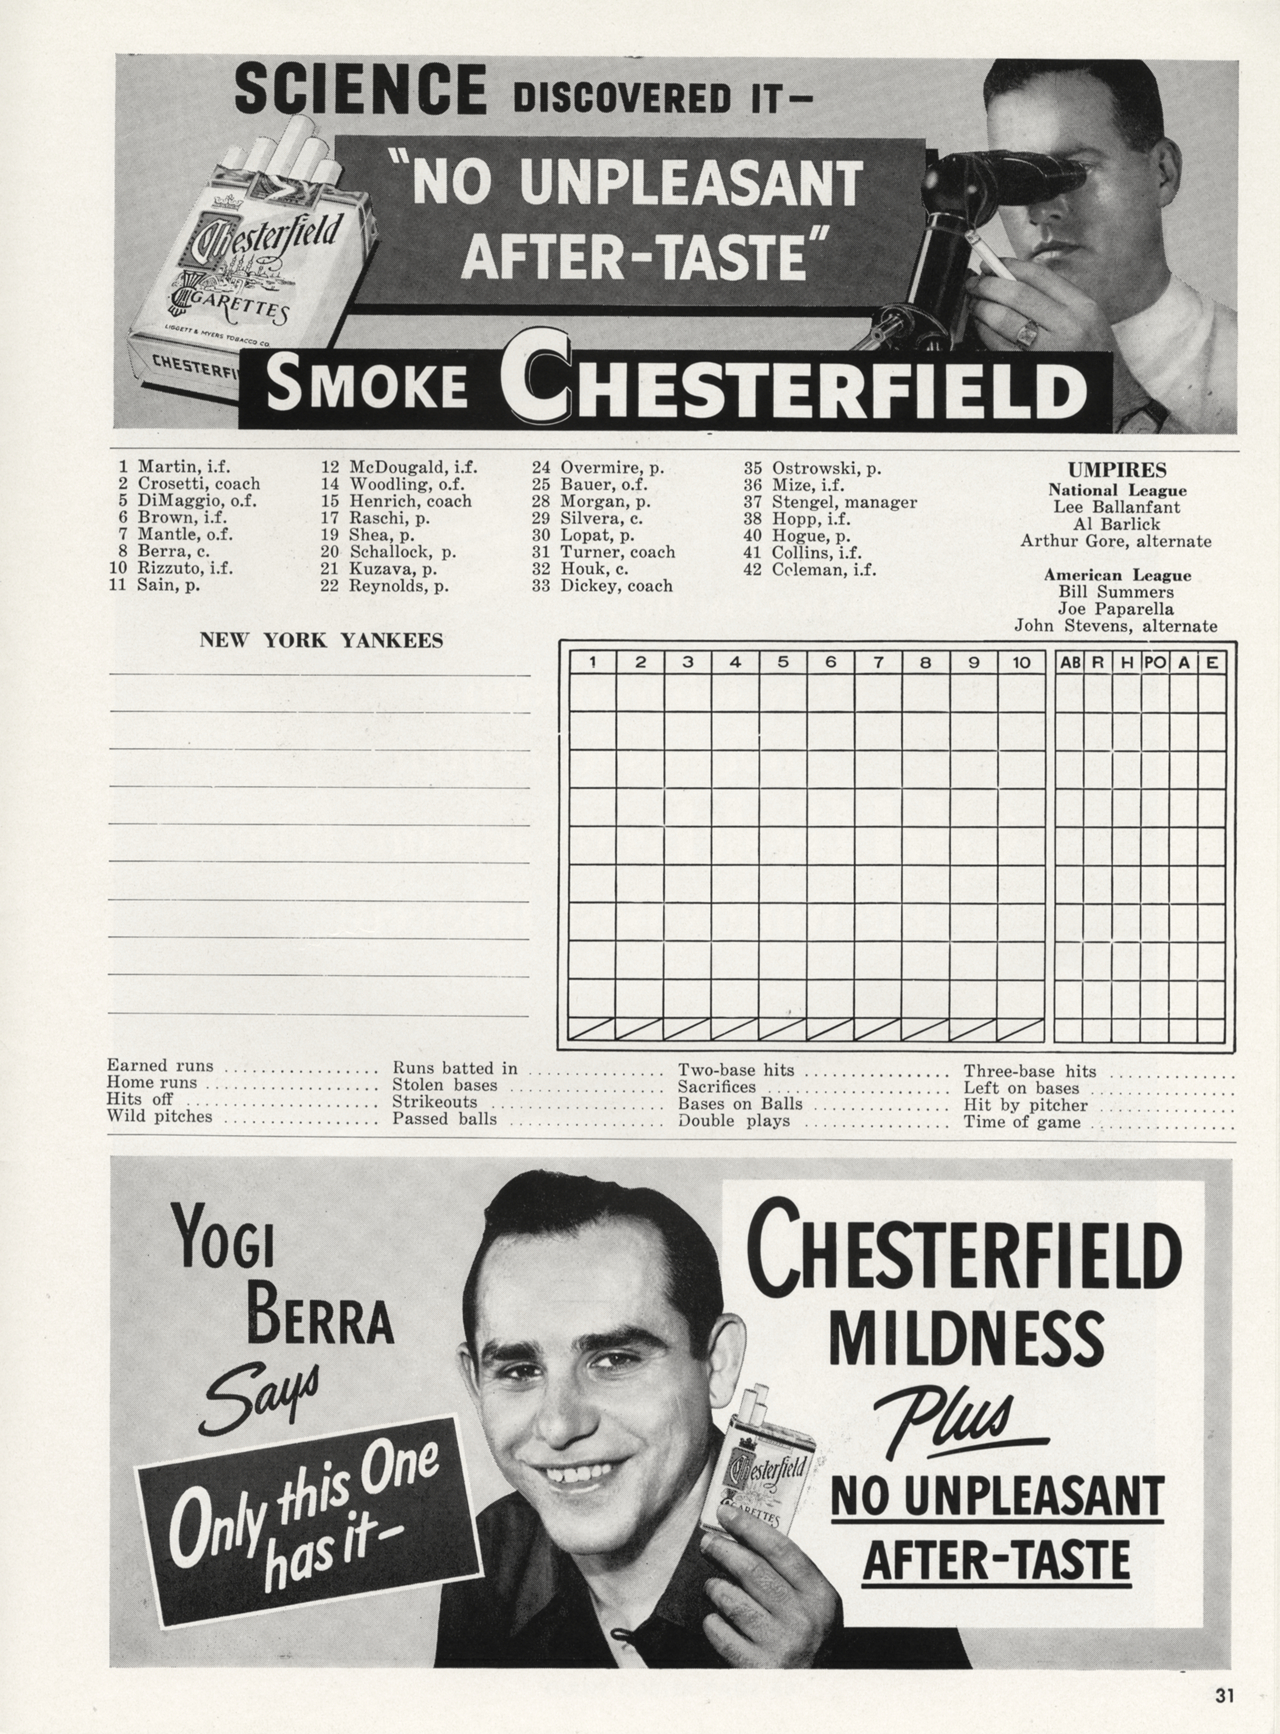 SCIENCE DISCOVERED IT—
"NO UNPLEASANT
AFTER-TASTE"
Chesterfield
CIGARETTES
LIGGETT & MYERS TOBACCO CO.
CHESTERFI
SMOKE CHESTERFIELD
1 Martin, i.f.
2 Crosetti, coach
5 DiMaggio, o.f.
6 Brown, i.f.
7 Mantle, o.f.
8 Berra, c.
10 Rizzuto, i.f.
11 Sain, p.
12 McDougald, i.f.
14 Woodling, o.f.
15 Henrich, coach
17 Raschi, p.
19 Shea, p.
20 Schallock, p.
21 Kuzava, p.
22 Reynolds, p.
24 Overmire, p.
25 Bauer, o.f.
28 Morgan, p.
29 Silvera, c.
30 Lopat, p.
31 Turner, coach
32 Houk, c.
33 Dickey, coach
35 Ostrowski, p.
36 Mize, i.f.
37 Stengel, manager
38 Hopp, i.f.
40 Hogue, p.
41 Collins, i.f.
42 Coleman, i.f.
UMPIRES
National League
Lee Ballanfant
Al Barlick
Arthur Gore, alternate
American League
Bill Summers
Joe Paparella
John Stevens, alternate
NEW YORK YANKEES
1 2 3 4 5 6 7 8 9 10 AB R H PO A E
Earned runs ................ Runs batted in ............... Two-base hits ................ Three-base hits ..............
Home runs .................. Stolen bases ................. Sacrifices ................... Left on bases ................
Hits off .................... Strikeouts ................... Bases on Balls ............... Hit by pitcher ...............
Wild pitches ................ Passed balls ................ Double plays ................ Time of game ................
YOGI
BERRA
Says
Only this One
has it—
Chesterfield
CIGARETTES
CHESTERFIELD
MILDNESS
Plus
NO UNPLEASANT
AFTER-TASTE
31